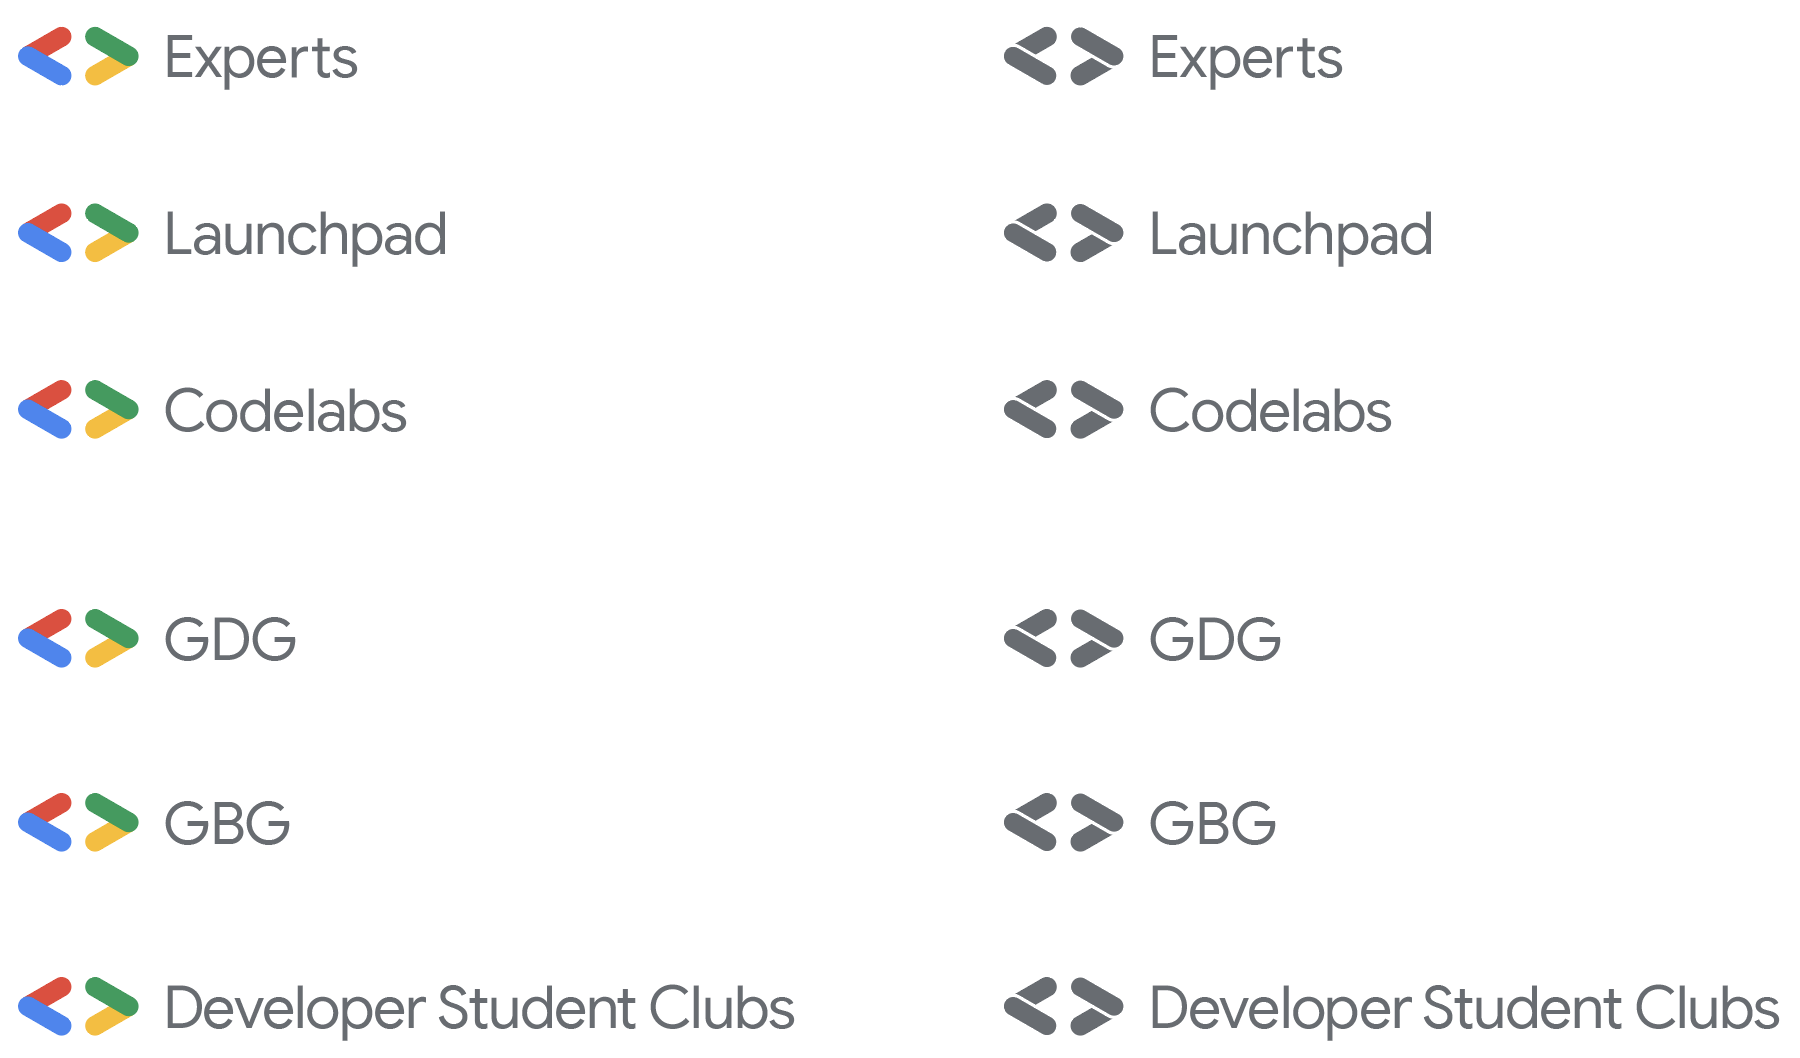 Experts Experts
Launchpad Launchpad
Codelabs Codelabs
GDG GDG
GBG GBG
Developer Student Clubs Developer Student Clubs